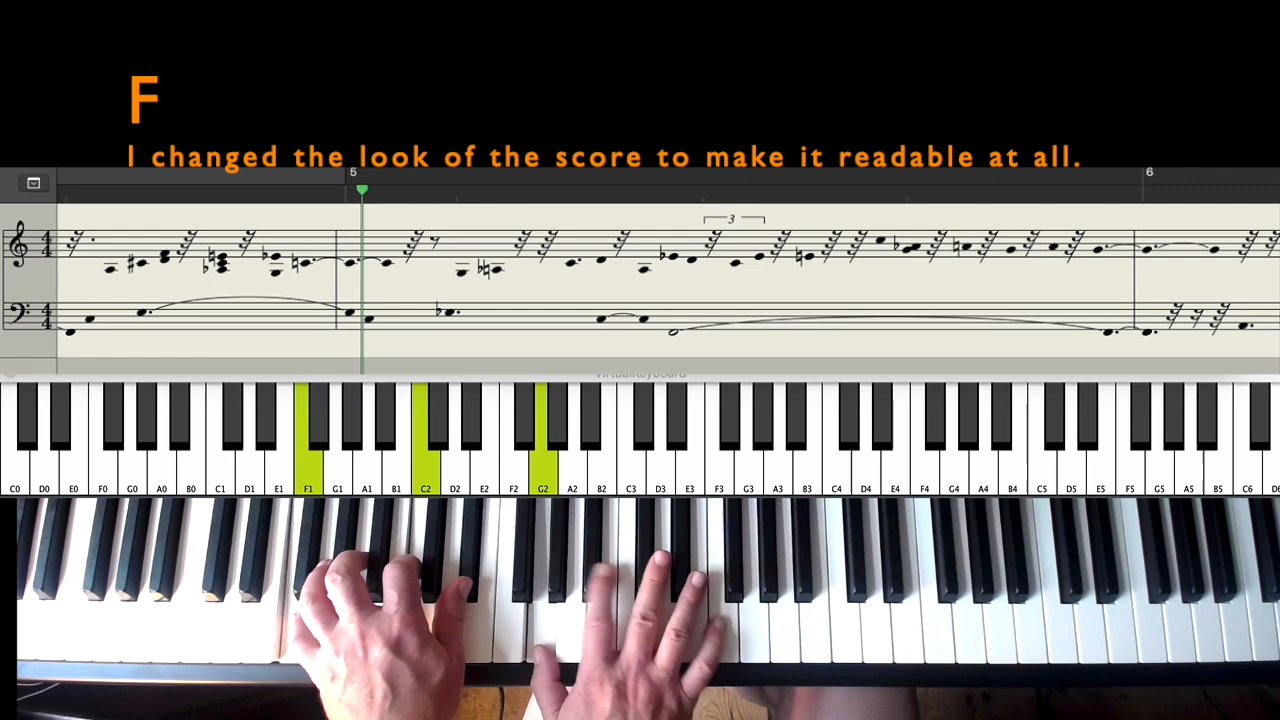 F
I changed the look of the score to make it readable at all.
5 6
3
VirtualKeyboard
C0 D0 E0 F0 G0 A0 B0 C1 D1 E1 F1 G1 A1 B1 C2 D2 E2 F2 G2 A2 B2 C3 D3 E3 F3 G3 A3 B3 C4 D4 E4 F4 G4 A4 B4 C5 D5 E5 F5 G5 A5 B5 C6 D6